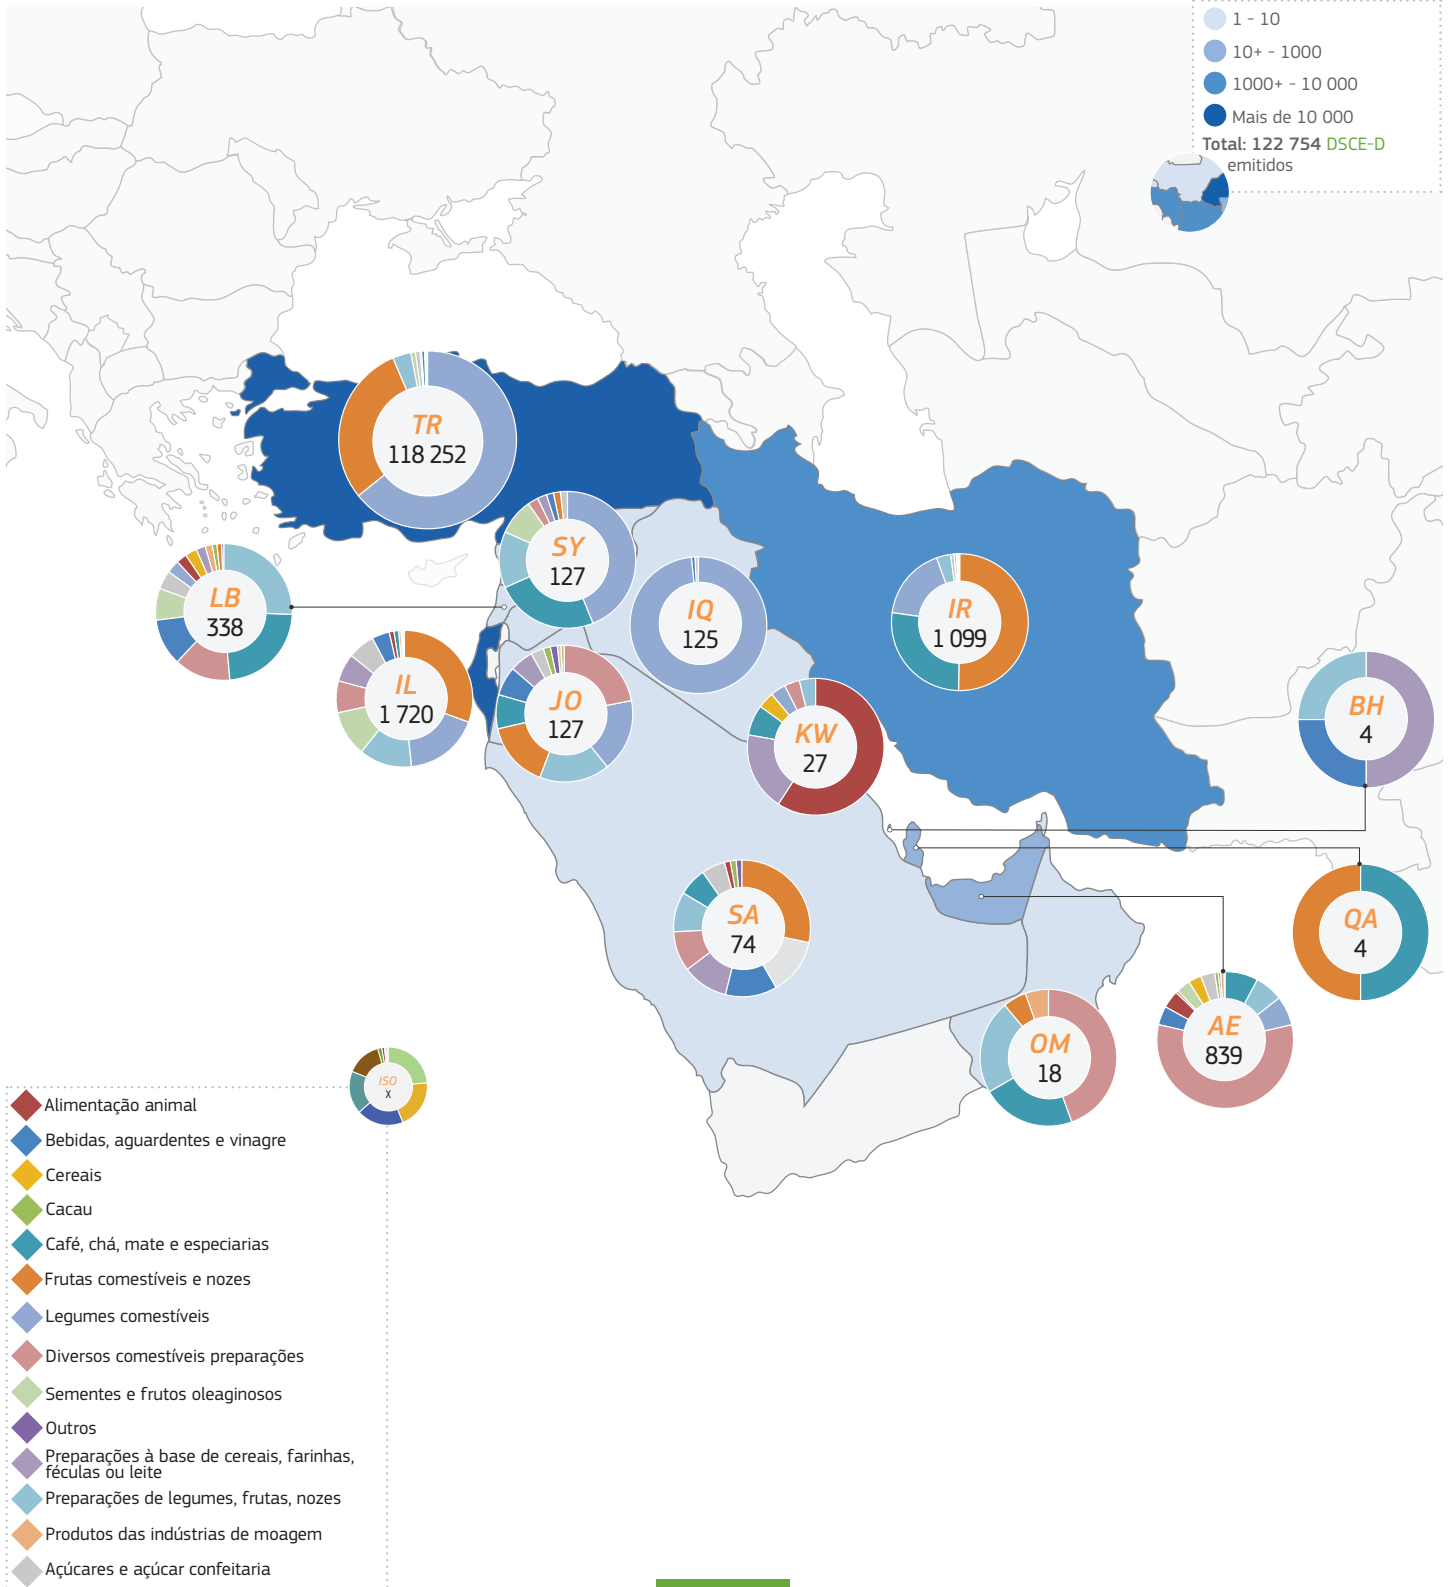 1 - 10
10+ - 1000
1000+ - 10 000
Mais de 10 000
Total: 122 754 DSCE-D
emitidos
TR
118 252
SY
127
LB
338
IQ
125
IR
1 099
IL
1 720
JO
127
KW
27
BH
4
SA
74
QA
4
AE
839
OM
18
ISO
x
Alimentação animal
Bebidas, aguardentes e vinagre
Cereais
Cacau
Café, chá, mate e especiarias
Frutas comestíveis e nozes
Legumes comestíveis
Diversos comestíveis preparações
Sementes e frutos oleaginosos
Outros
Preparações à base de cereais, farinhas,
féculas ou leite
Preparações de legumes, frutas, nozes
Produtos das indústrias de moagem
Açúcares e açúcar confeitaria